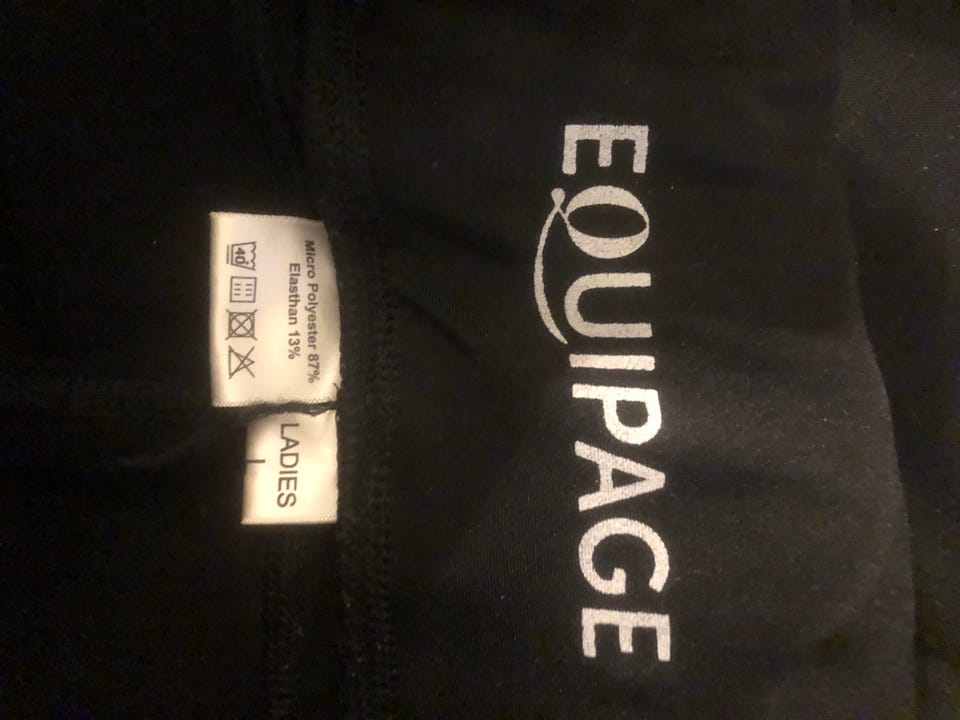 EQUIPAGE
Micro Polyester 87%
Elasthan 13%
40
LADIES